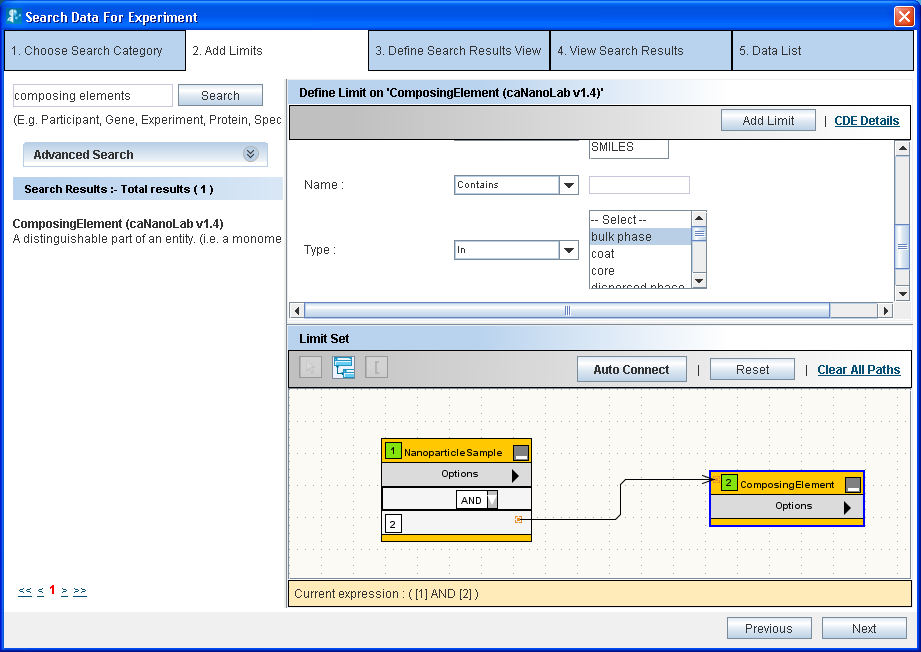 Search Data For Experiment
1. Choose Search Category
2. Add Limits
3. Define Search Results View
4. View Search Results
5. Data List
composing elements
Search
(E.g. Participant, Gene, Experiment, Protein, Spec
Advanced Search
Search Results :- Total results ( 1 )
ComposingElement (caNanoLab v1.4)
A distinguishable part of an entity. (i.e. a monome
<< < 1 > >>
Define Limit on 'ComposingElement (caNanoLab v1.4)'
Add Limit | CDE Details
SMILES
Name :
Contains
Type :
In
-- Select --
bulk phase
coat
core
dispersed phase
Limit Set
Auto Connect | Reset | Clear All Paths
1 NanoparticleSample
Options
AND
2
2 ComposingElement
Options
Current expression : ( [1] AND [2] )
Previous
Next